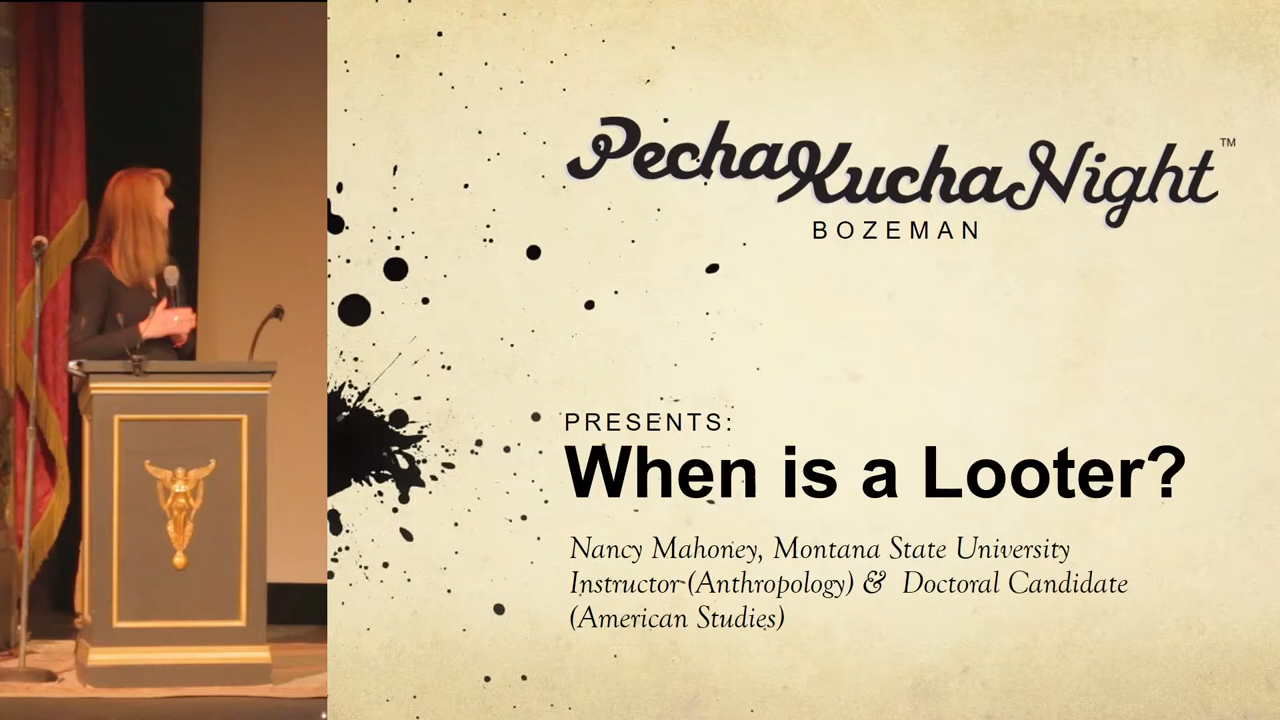 PechaKuchaNight™
BOZEMAN
PRESENTS:
When is a Looter?
Nancy Mahoney, Montana State University
Instructor (Anthropology) & Doctoral Candidate
(American Studies)